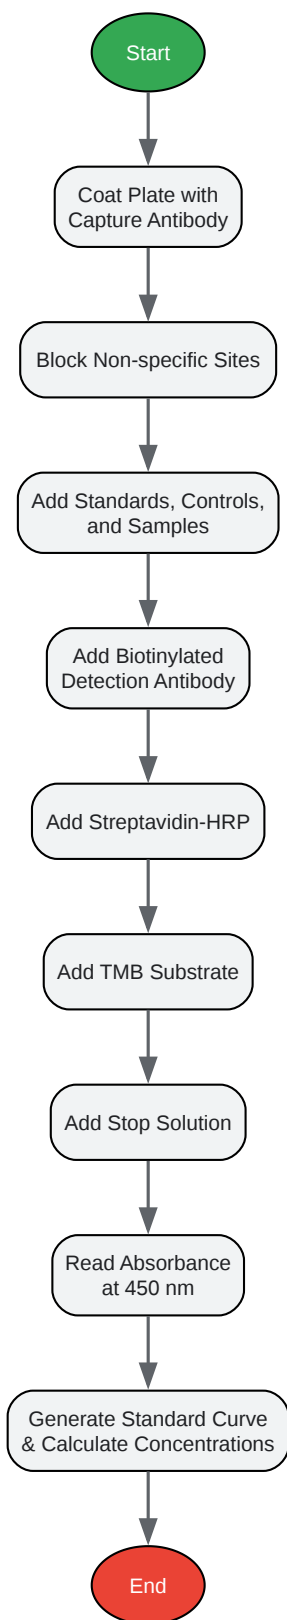 Start
Coat Plate with
Capture Antibody
Block Non-specific Sites
Add Standards, Controls,
and Samples
Add Biotinylated
Detection Antibody
Add Streptavidin-HRP
Add TMB Substrate
Add Stop Solution
Read Absorbance
at 450 nm
Generate Standard Curve
& Calculate Concentrations
End